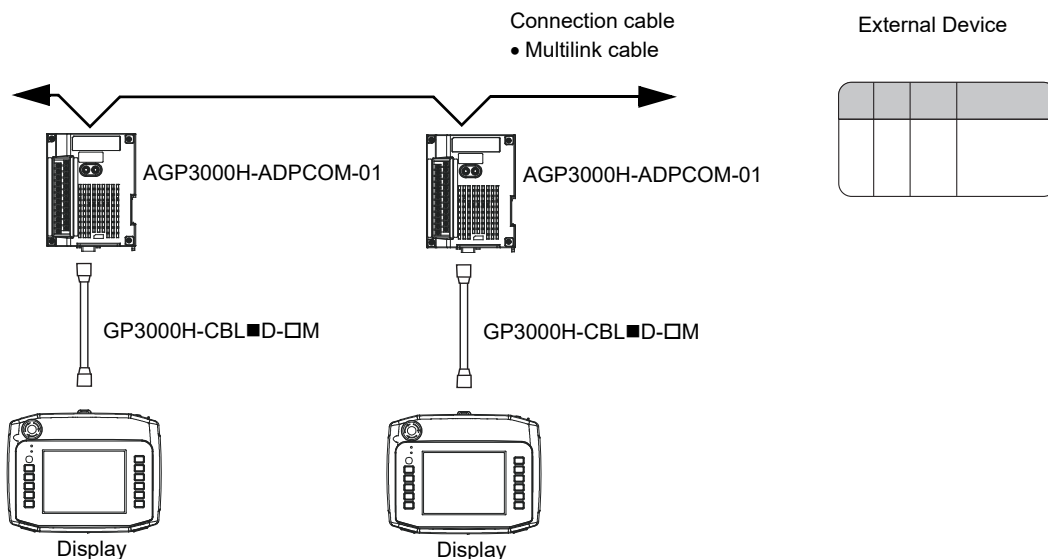 Connection cable
• Multilink cable
External Device
AGP3000H-ADPCOM-01
AGP3000H-ADPCOM-01
GP3000H-CBL■D-□M
GP3000H-CBL■D-□M
Display
Display